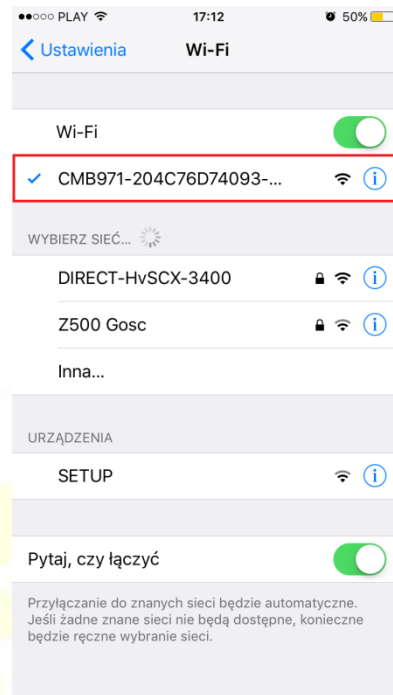 PLAY 17:12 50%
Ustawienia Wi-Fi
Wi-Fi
CMB971-204C76D74093-...
WYBIERZ SIEĆ...
DIRECT-HvSCX-3400
Z500 Gosc
Inna...
URZĄDZENIA
SETUP
Pytaj, czy łączyć
Przyłączanie do znanych sieci będzie automatyczne.
Jeśli żadne znane sieci nie będą dostępne, konieczne
będzie ręczne wybranie sieci.